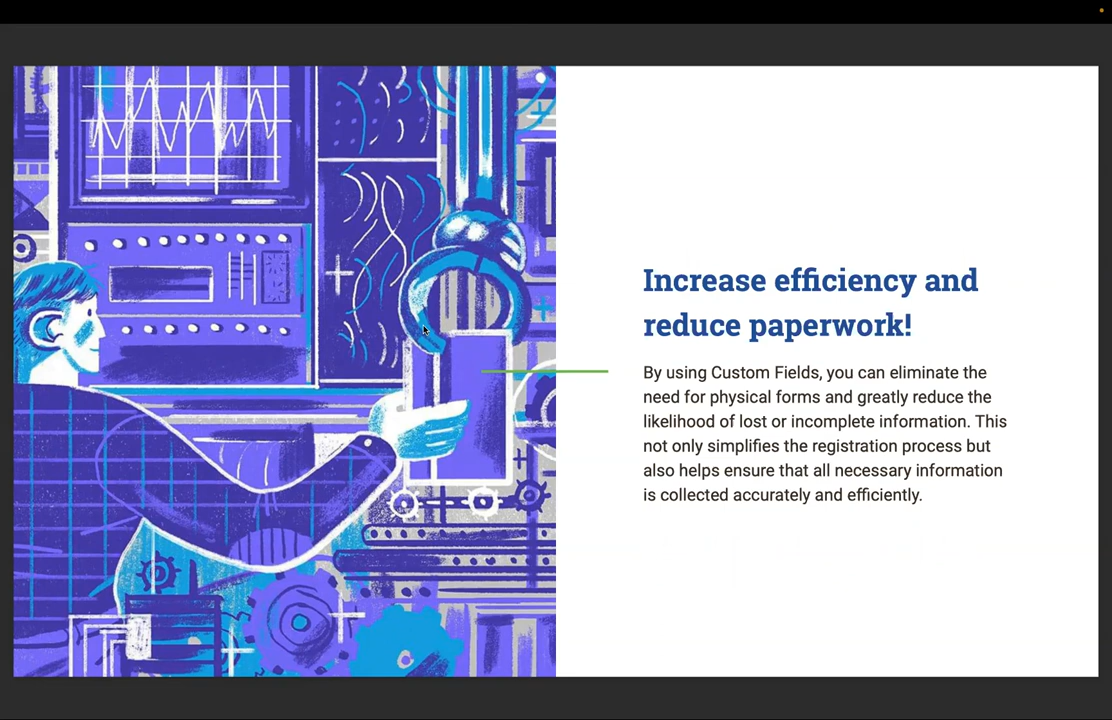 Increase efficiency and
reduce paperwork!
By using Custom Fields, you can eliminate the
need for physical forms and greatly reduce the
likelihood of lost or incomplete information. This
not only simplifies the registration process but
also helps ensure that all necessary information
is collected accurately and efficiently.